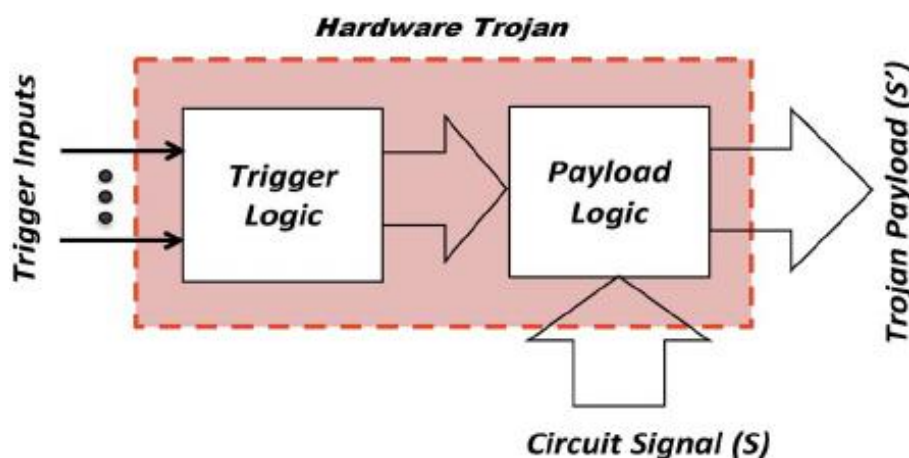 Hardware Trojan
Trigger Inputs
Trigger
Logic
Payload
Logic
Trojan Payload (S')
Circuit Signal (S)